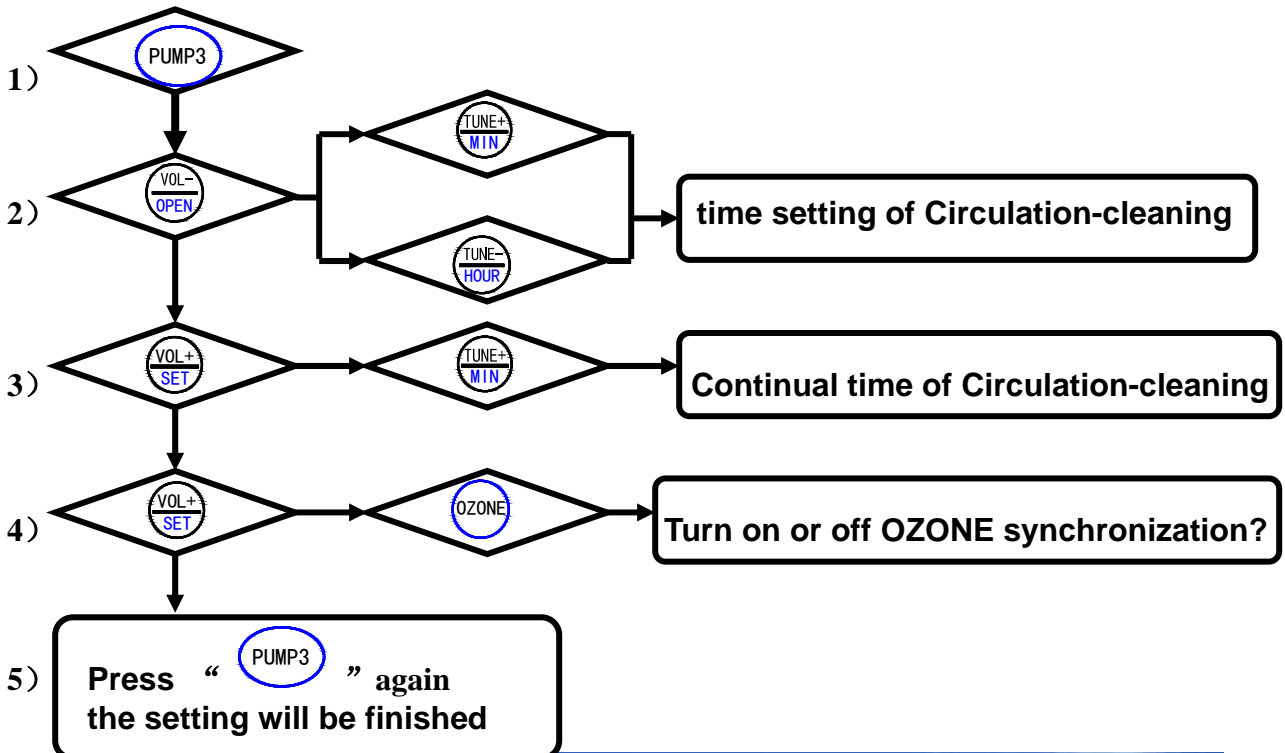 1） PUMP3
2） VOL- OPEN
TUNE+ MIN
TUNE- HOUR
time setting of Circulation-cleaning
3） VOL+ SET
TUNE+ MIN
Continual time of Circulation-cleaning
4） VOL+ SET
OZONE
Turn on or off OZONE synchronization?
5） Press “ PUMP3 ” again
the setting will be finished